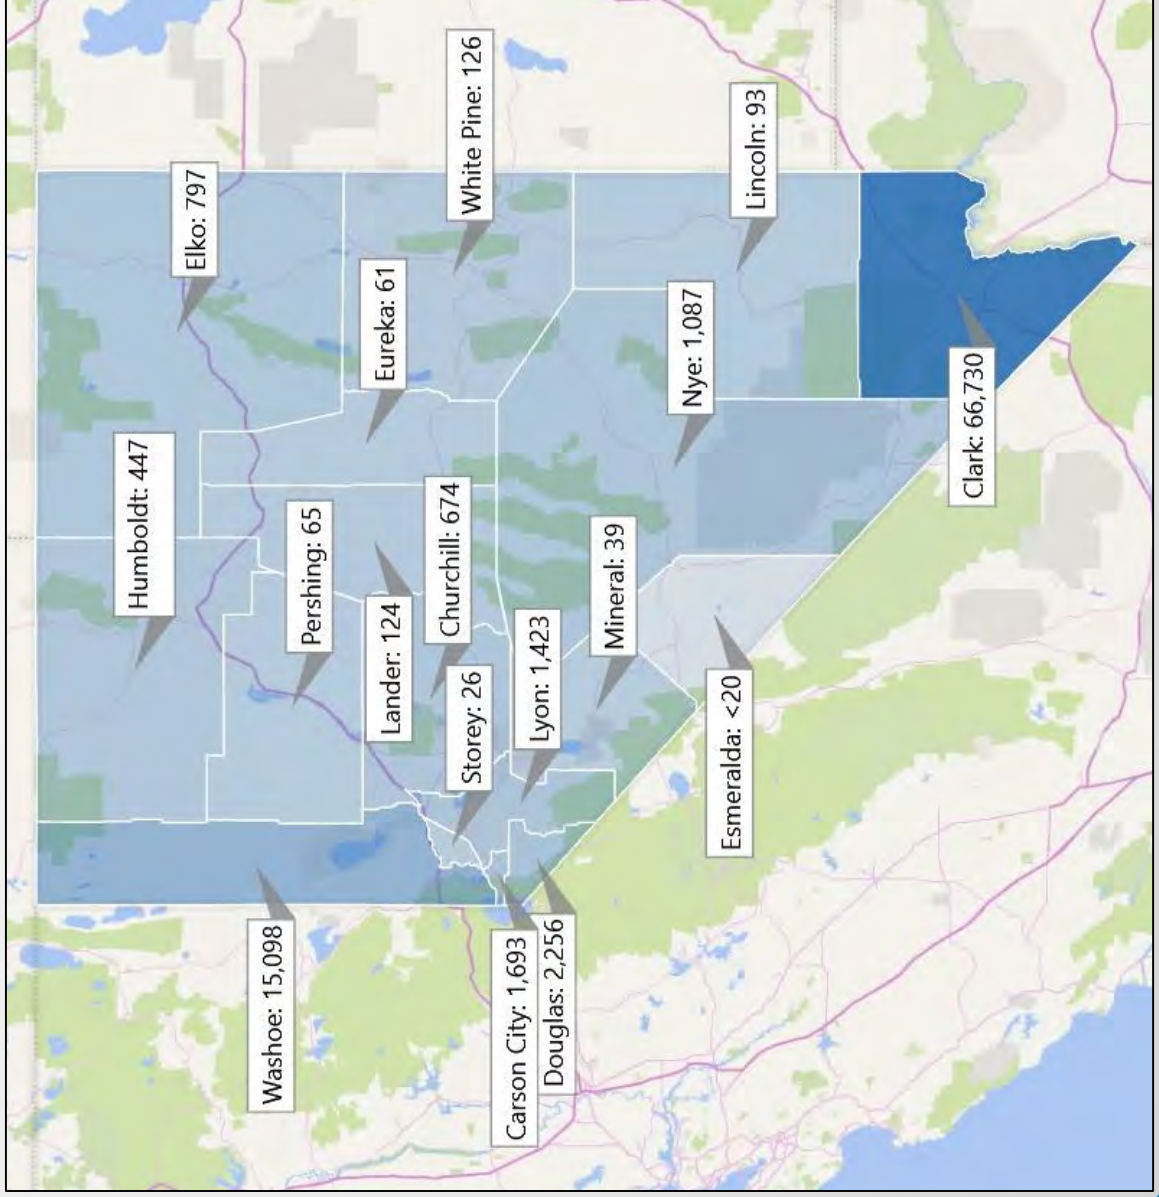 Humboldt: 447
Elko: 797
Washoe: 15,098
Pershing: 65
Lander: 124
Eureka: 61
Churchill: 674
White Pine: 126
Storey: 26
Lyon: 1,423
Carson City: 1,693
Douglas: 2,256
Mineral: 39
Nye: 1,087
Lincoln: 93
Esmeralda: <20
Clark: 66,730